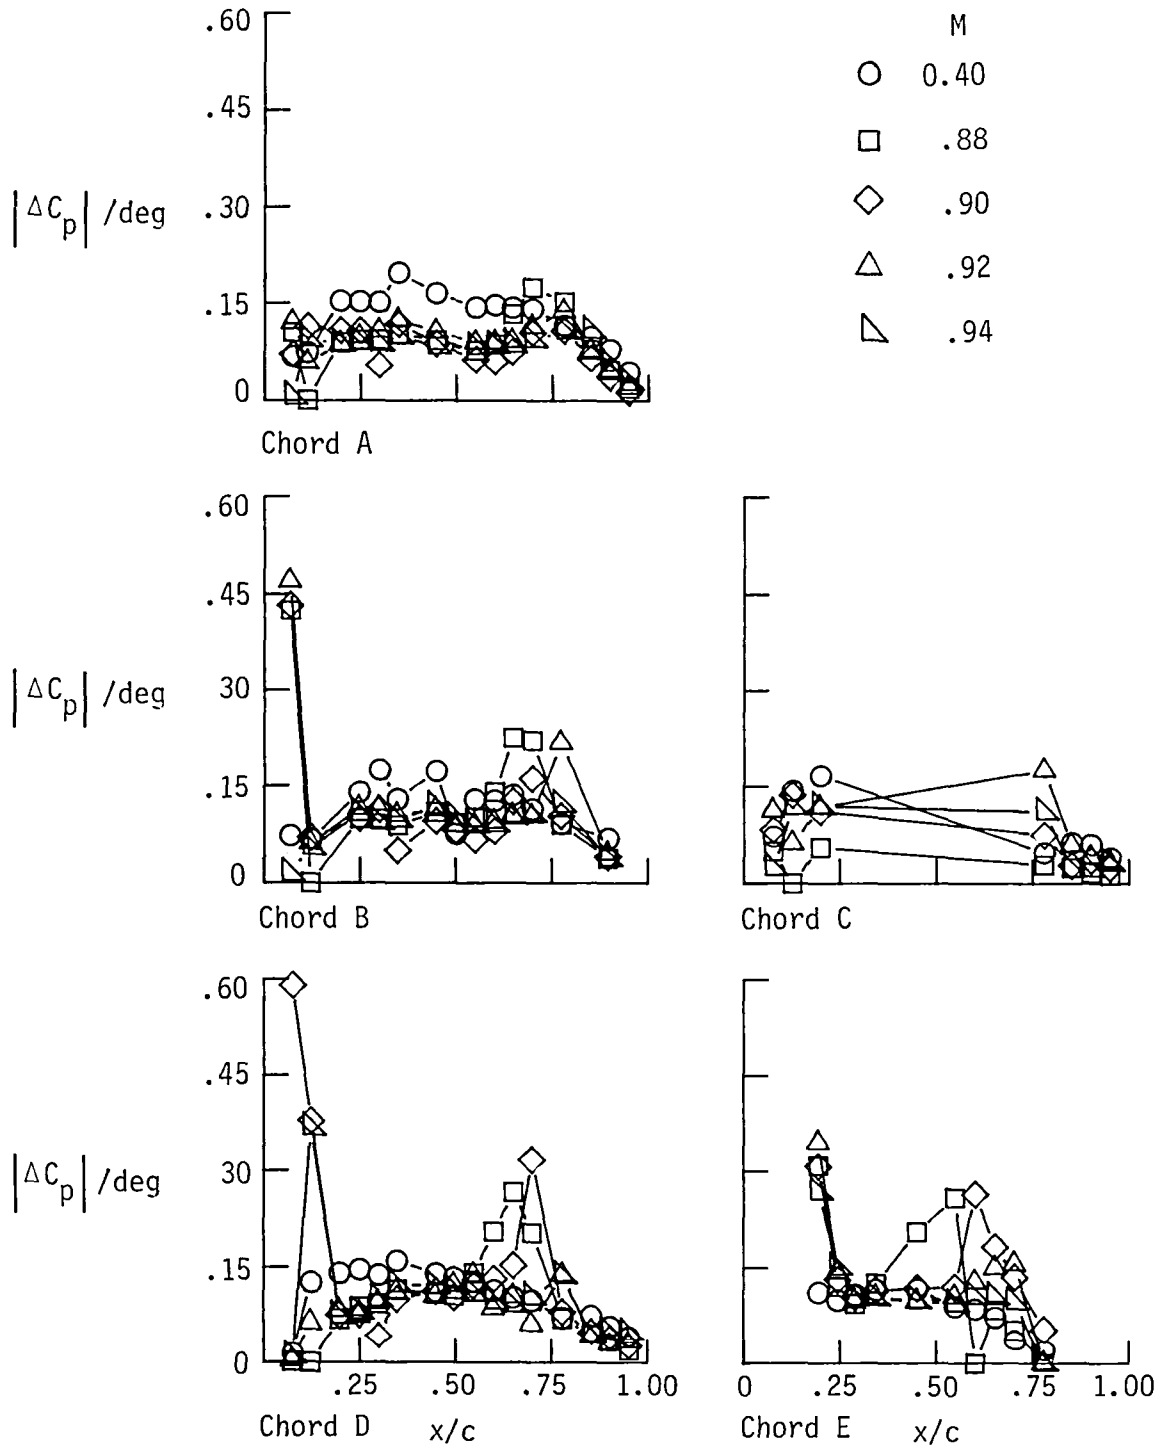 .60
.45
.30
.15
0
|ΔCp| /deg
Chord A
M
0.40
.88
.90
.92
.94
.60
.45
30
.15
0
|ΔCp| /deg
Chord B
Chord C
.60
.45
.30
.15
0
|ΔCp| /deg
.25 .50 .75 1.00
Chord D x/c
0 .25 .50 .75 1.00
Chord E x/c